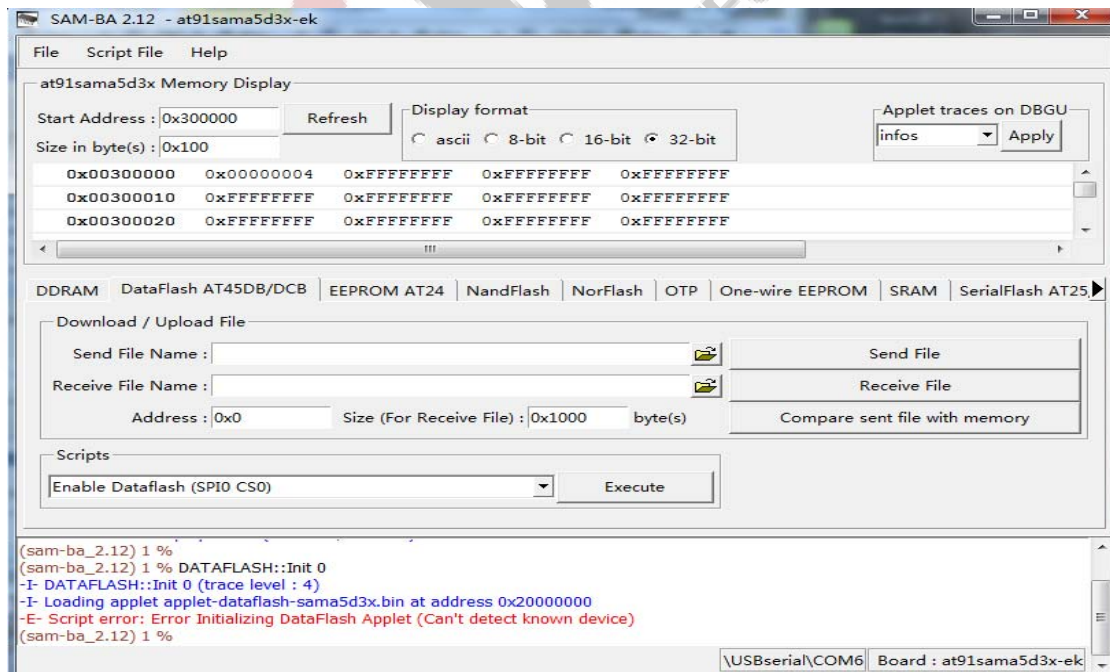 SAM-BA 2.12 - at91sama5d3x-ek
File Script File Help
at91sama5d3x Memory Display
Start Address : 0x300000 Refresh
Size in byte(s) : 0x100
Display format
ascii 8-bit 16-bit 32-bit
Applet traces on DBGU
infos Apply
0x00300000 0x00000004 0xFFFFFFFF 0xFFFFFFFF 0xFFFFFFFF
0x00300010 0xFFFFFFFF 0xFFFFFFFF 0xFFFFFFFF 0xFFFFFFFF
0x00300020 0xFFFFFFFF 0xFFFFFFFF 0xFFFFFFFF 0xFFFFFFFF
DDRAM DataFlash AT45DB/DCB EEPROM AT24 NandFlash NorFlash OTP One-wire EEPROM SRAM SerialFlash AT25
Download / Upload File
Send File Name : Send File
Receive File Name : Receive File
Address : 0x0 Size (For Receive File) : 0x1000 byte(s) Compare sent file with memory
Scripts
Enable Dataflash (SPI0 CS0) Execute
(sam-ba_2.12) 1 %
(sam-ba_2.12) 1 % DATAFLASH::Init 0
-I- DATAFLASH::Init 0 (trace level : 4)
-I- Loading applet applet-dataflash-sama5d3x.bin at address 0x20000000
-E- Script error: Error Initializing DataFlash Applet (Can't detect known device)
(sam-ba_2.12) 1 %
\USBserial\COM6 Board : at91sama5d3x-ek